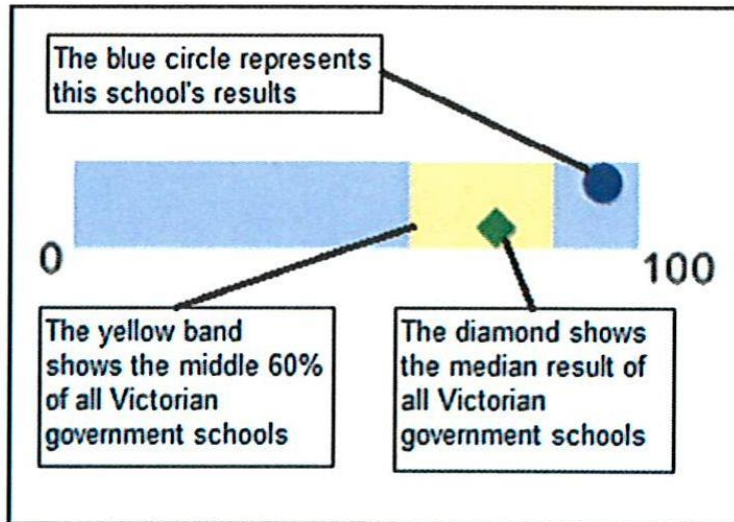 The blue circle represents
this school's results
0
100
The yellow band
shows the middle 60%
of all Victorian
government schools
The diamond shows
the median result of
all Victorian
government schools